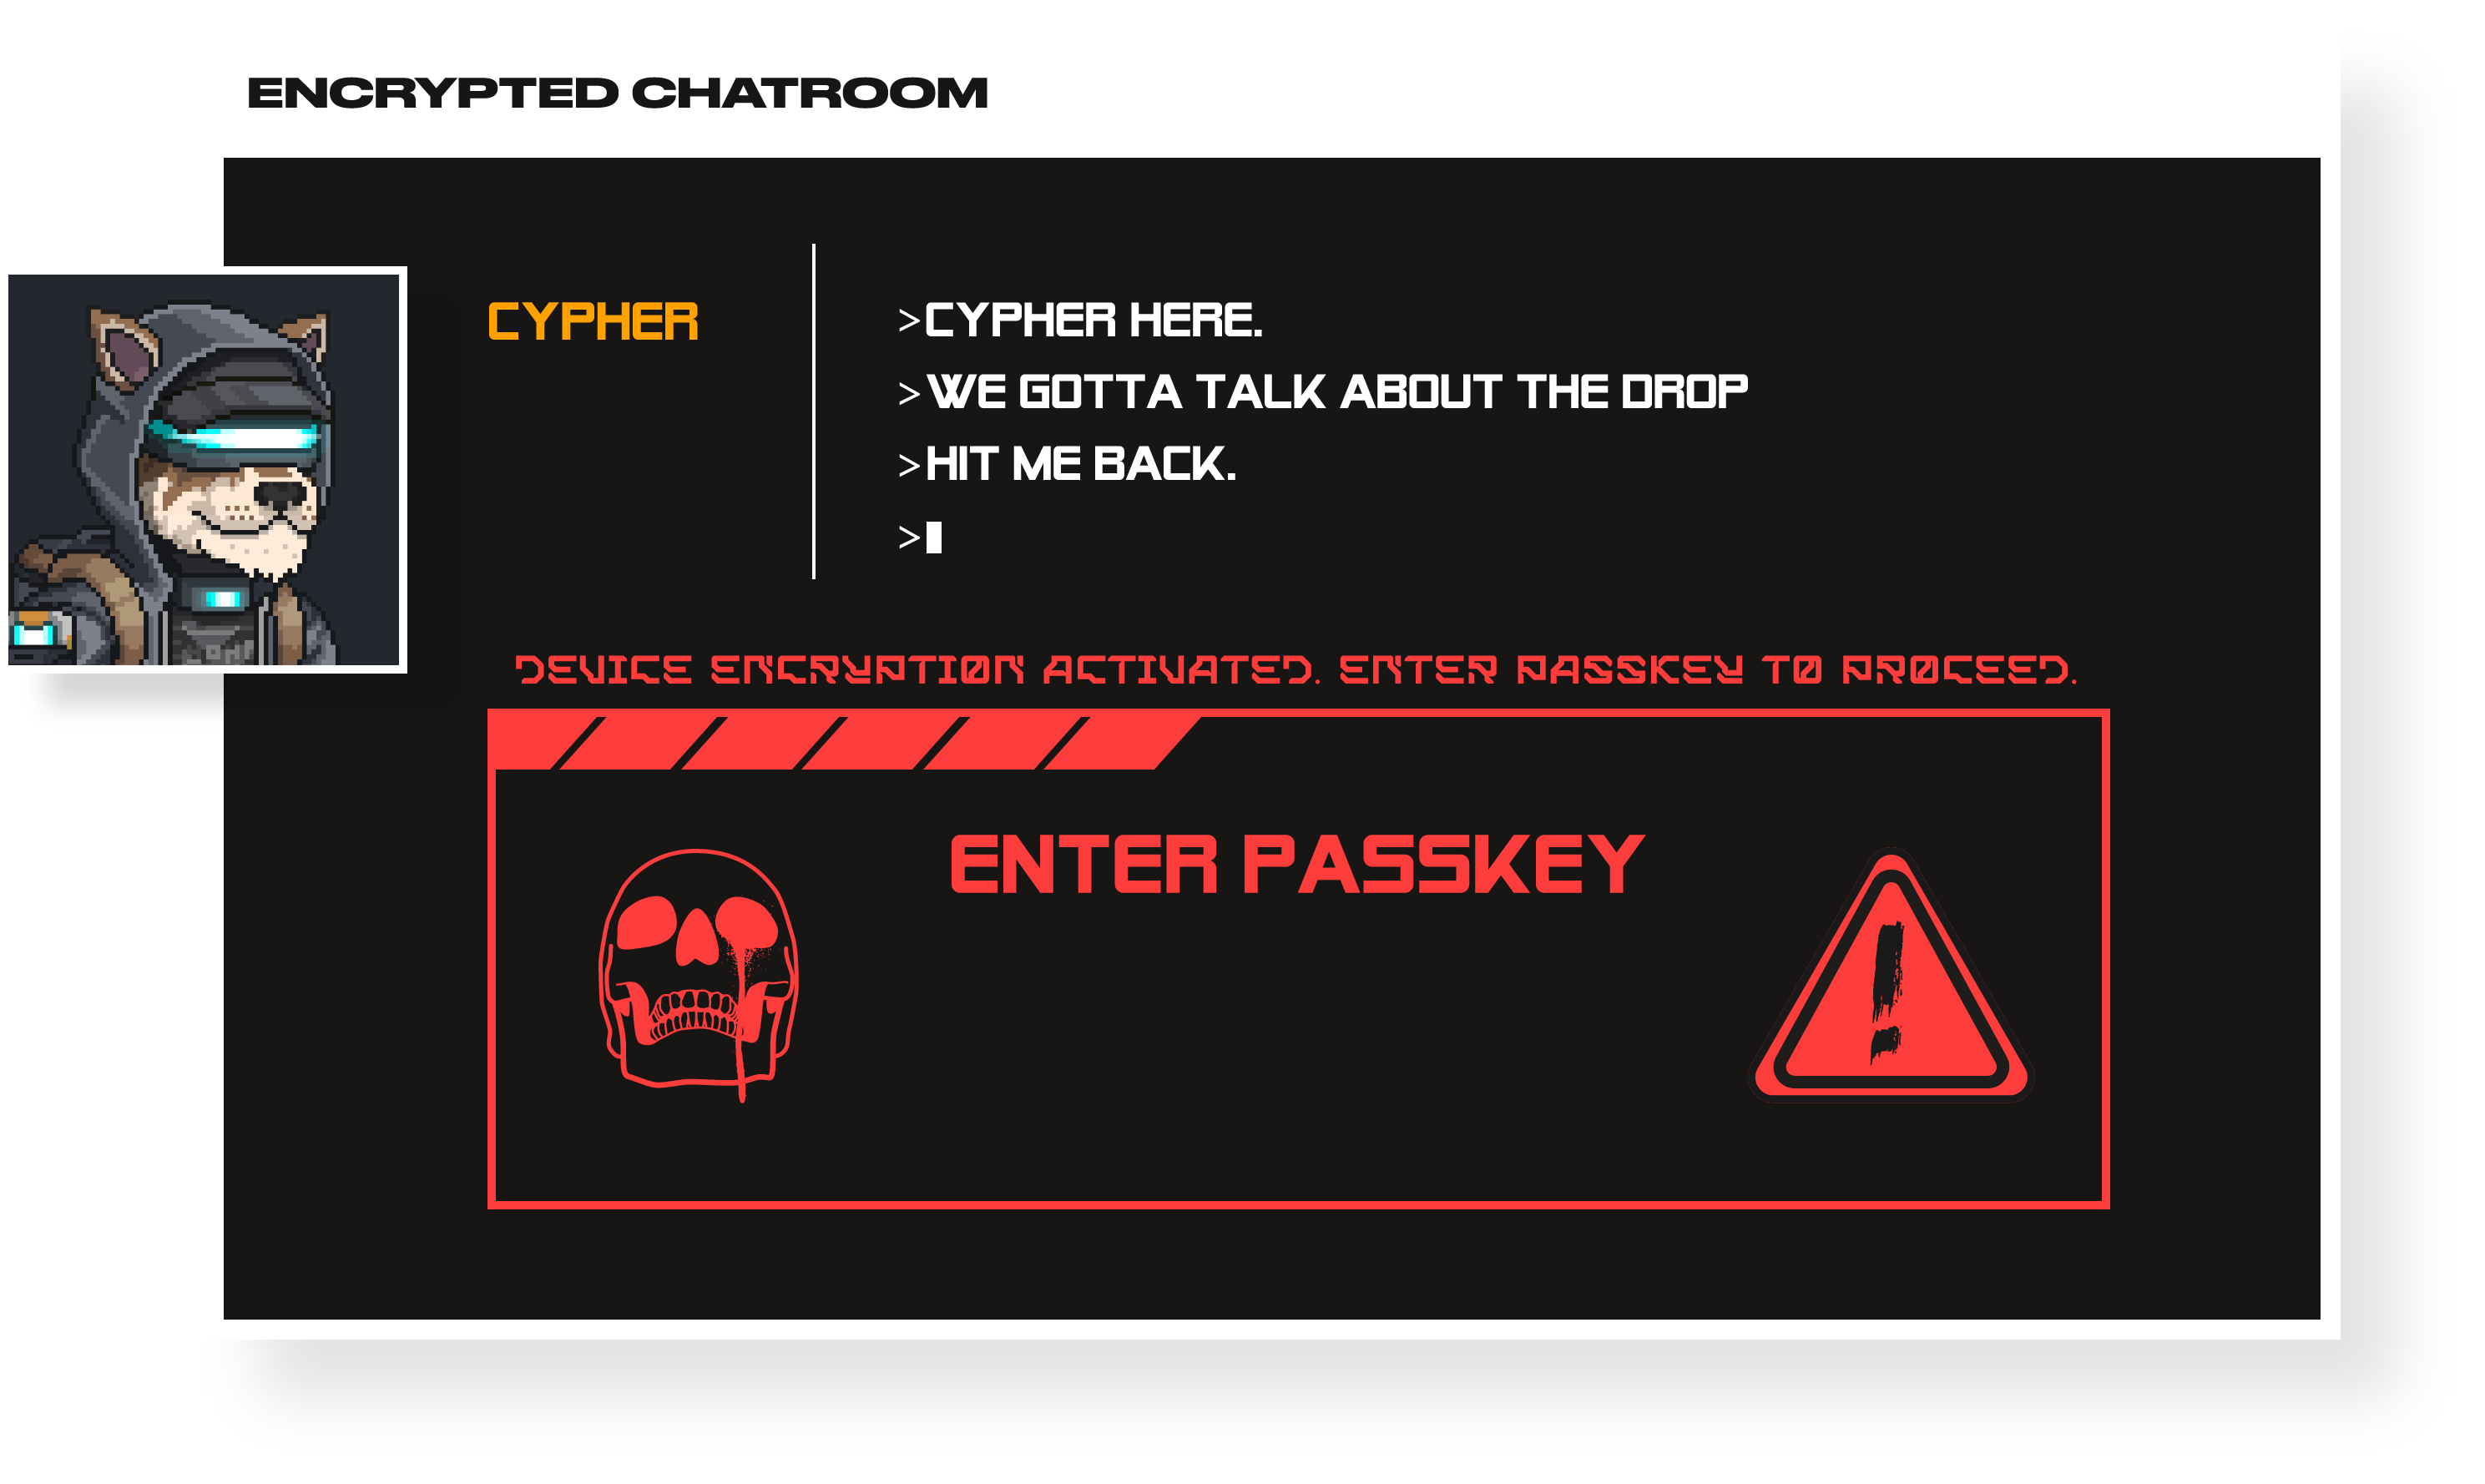 ENCRYPTED CHATROOM
CYPHER
>CYPHER HERE.
>WE GOTTA TALK ABOUT THE DROP
>HIT ME BACK.
>
DEVICE ENCRYPTION ACTIVATED. ENTER PASSKEY TO PROCEED.
ENTER PASSKEY
!